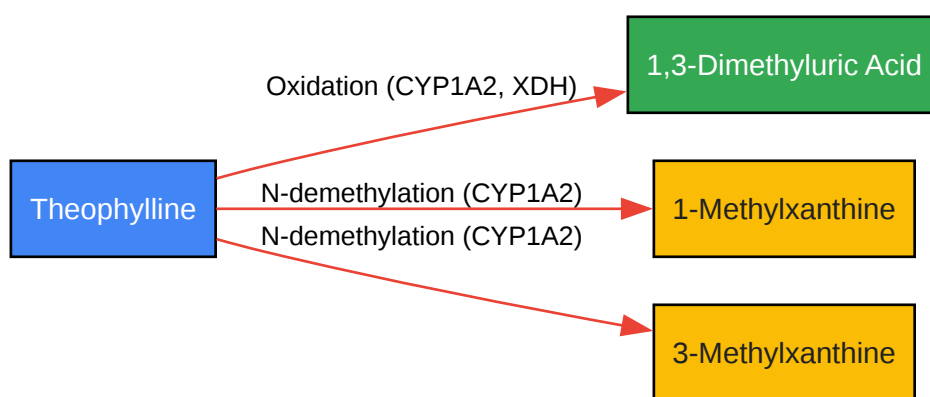 1,3-Dimethyluric Acid
Oxidation (CYP1A2, XDH)
Theophylline
N-demethylation (CYP1A2)
1-Methylxanthine
N-demethylation (CYP1A2)
3-Methylxanthine